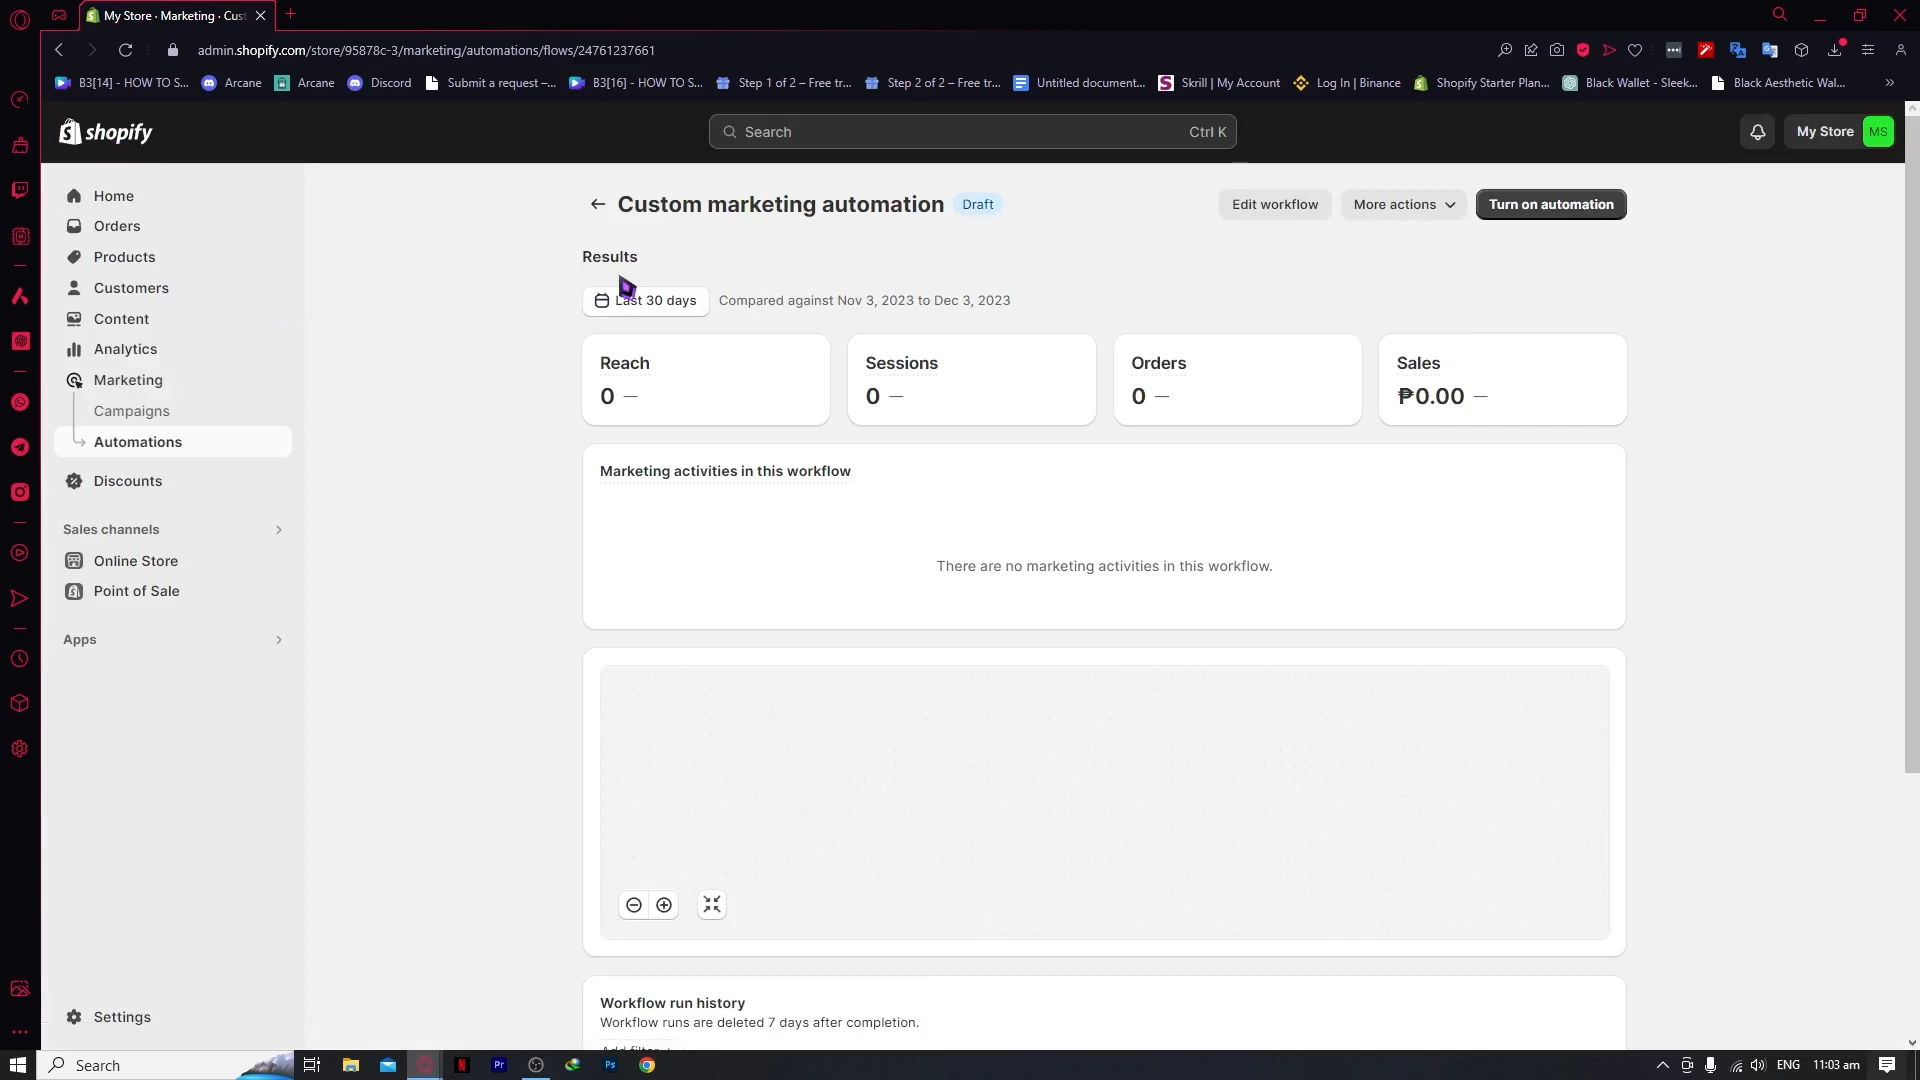 My Store · Marketing · Cust
admin.shopify.com/store/95878c-3/marketing/automations/flows/24761237661
B3[14] - HOW TO S...
Arcane
Arcane
Discord
Submit a request –...
B3[16] - HOW TO S...
Step 1 of 2 – Free tr...
Step 2 of 2 – Free tr...
Untitled document...
Skrill | My Account
Log In | Binance
Shopify Starter Plan...
Black Wallet - Sleek...
Black Aesthetic Wal...
shopify
Search
Ctrl K
My Store
MS
Home
Orders
Products
Customers
Content
Analytics
Marketing
Campaigns
Automations
Discounts
Sales channels
Online Store
Point of Sale
Apps
Settings
Custom marketing automation
Draft
Edit workflow
More actions
Turn on automation
Results
Last 30 days
Compared against Nov 3, 2023 to Dec 3, 2023
Reach
0 —
Sessions
0 —
Orders
0 —
Sales
₱0.00 —
Marketing activities in this workflow
There are no marketing activities in this workflow.
Workflow run history
Workflow runs are deleted 7 days after completion.
Add filter +
Search
Pr
Ps
ENG
11:03 am